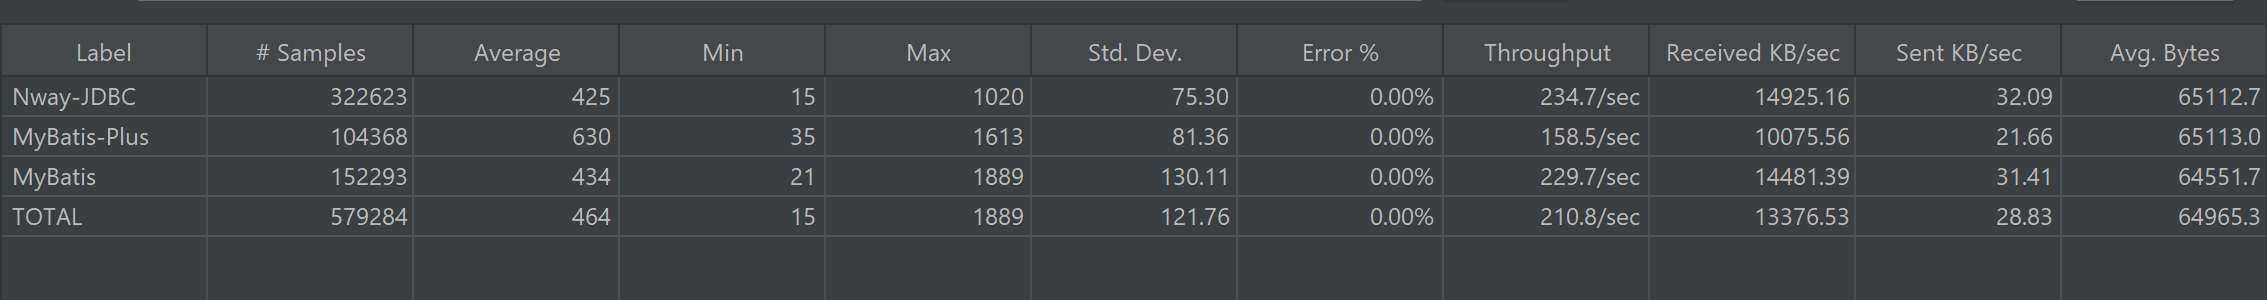 Label # Samples Average Min Max Std. Dev. Error % Throughput Received KB/sec Sent KB/sec Avg. Bytes
Nway-JDBC 322623 425 15 1020 75.30 0.00% 234.7/sec 14925.16 32.09 65112.7
MyBatis-Plus 104368 630 35 1613 81.36 0.00% 158.5/sec 10075.56 21.66 65113.0
MyBatis 152293 434 21 1889 130.11 0.00% 229.7/sec 14481.39 31.41 64551.7
TOTAL 579284 464 15 1889 121.76 0.00% 210.8/sec 13376.53 28.83 64965.3